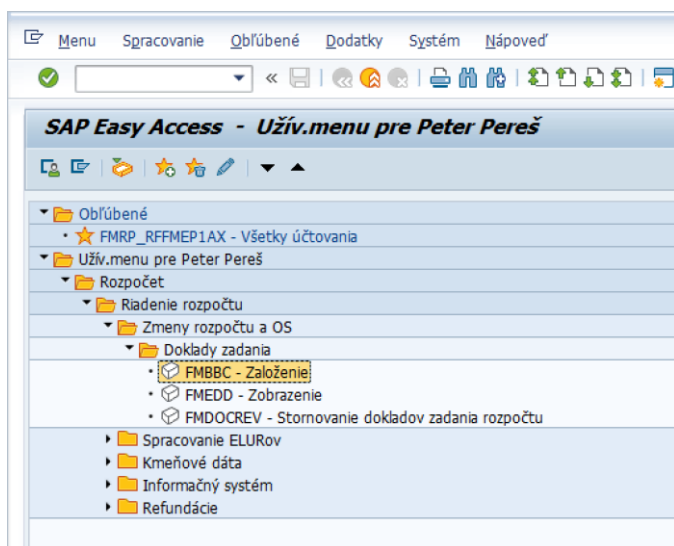 Menu Spracovanie Obľúbené Dodatky Systém Nápoveď
SAP Easy Access - Užív.menu pre Peter Pereš
Obľúbené
FMRP_RFFMEP1AX - Všetky účtovania
Užív.menu pre Peter Pereš
Rozpočet
Riadenie rozpočtu
Zmeny rozpočtu a OS
Doklady zadania
FMBBC - Založenie
FMEDD - Zobrazenie
FMDOCREV - Stornovanie dokladov zadania rozpočtu
Spracovanie ELURov
Kmeňové dáta
Informačný systém
Refundácie